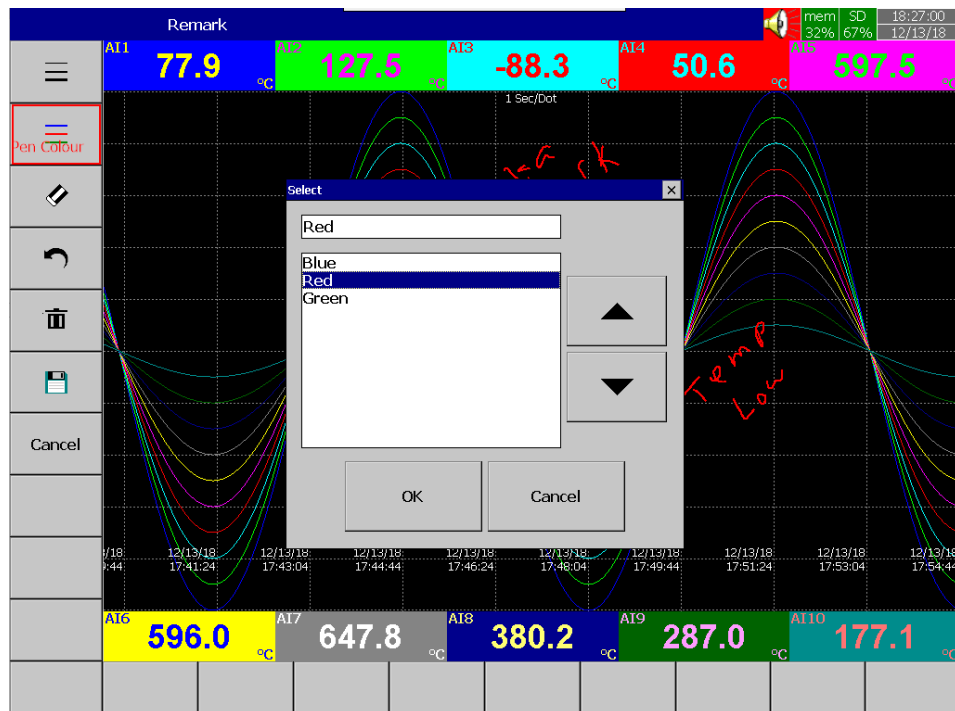 Remark
mem SD 18:27:00
32% 67% 12/13/18
AI1 77.9 °C
AI2 127.5 °C
AI3 -88.3 °C
AI4 50.6 °C
AI5 597.5 °C
1 Sec/Dot
Pen Colour
Select
Red
Blue
Red
Green
Temp
Low
Cancel
OK Cancel
12/13/18 12/13/18 12/13/18 12/13/18 12/13/18 12/13/18 12/13/18 12/13/18
17:41:24 17:43:04 17:44:44 17:46:24 17:48:04 17:49:44 17:51:24 17:53:04 17:54:44
AI6 596.0 °C
AI7 647.8 °C
AI8 380.2 °C
AI9 287.0 °C
AI10 177.1 °C